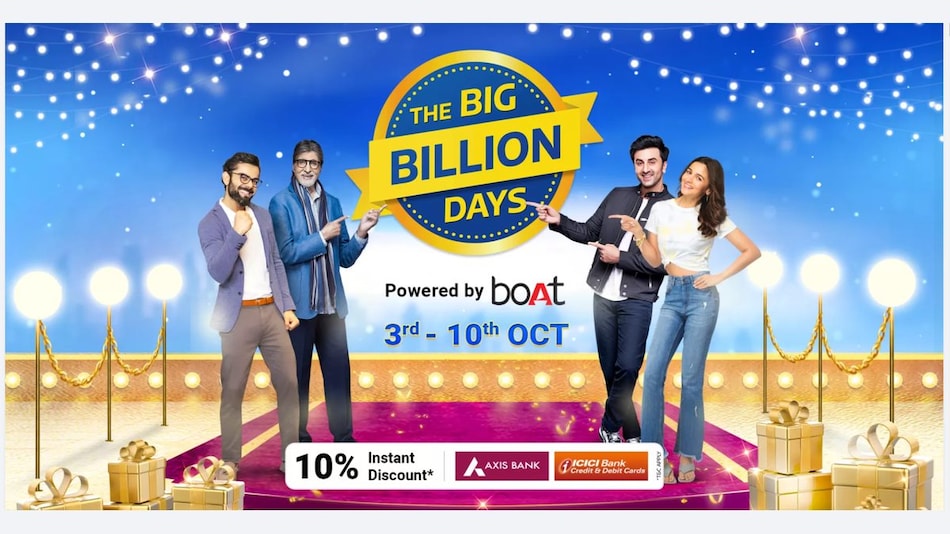 THE BIG
BILLION
DAYS
Powered by boAt
3rd - 10th OCT
10% Instant
Discount*
AXIS BANK
ICICI Bank
Credit & Debit Cards
*T&C APPLY